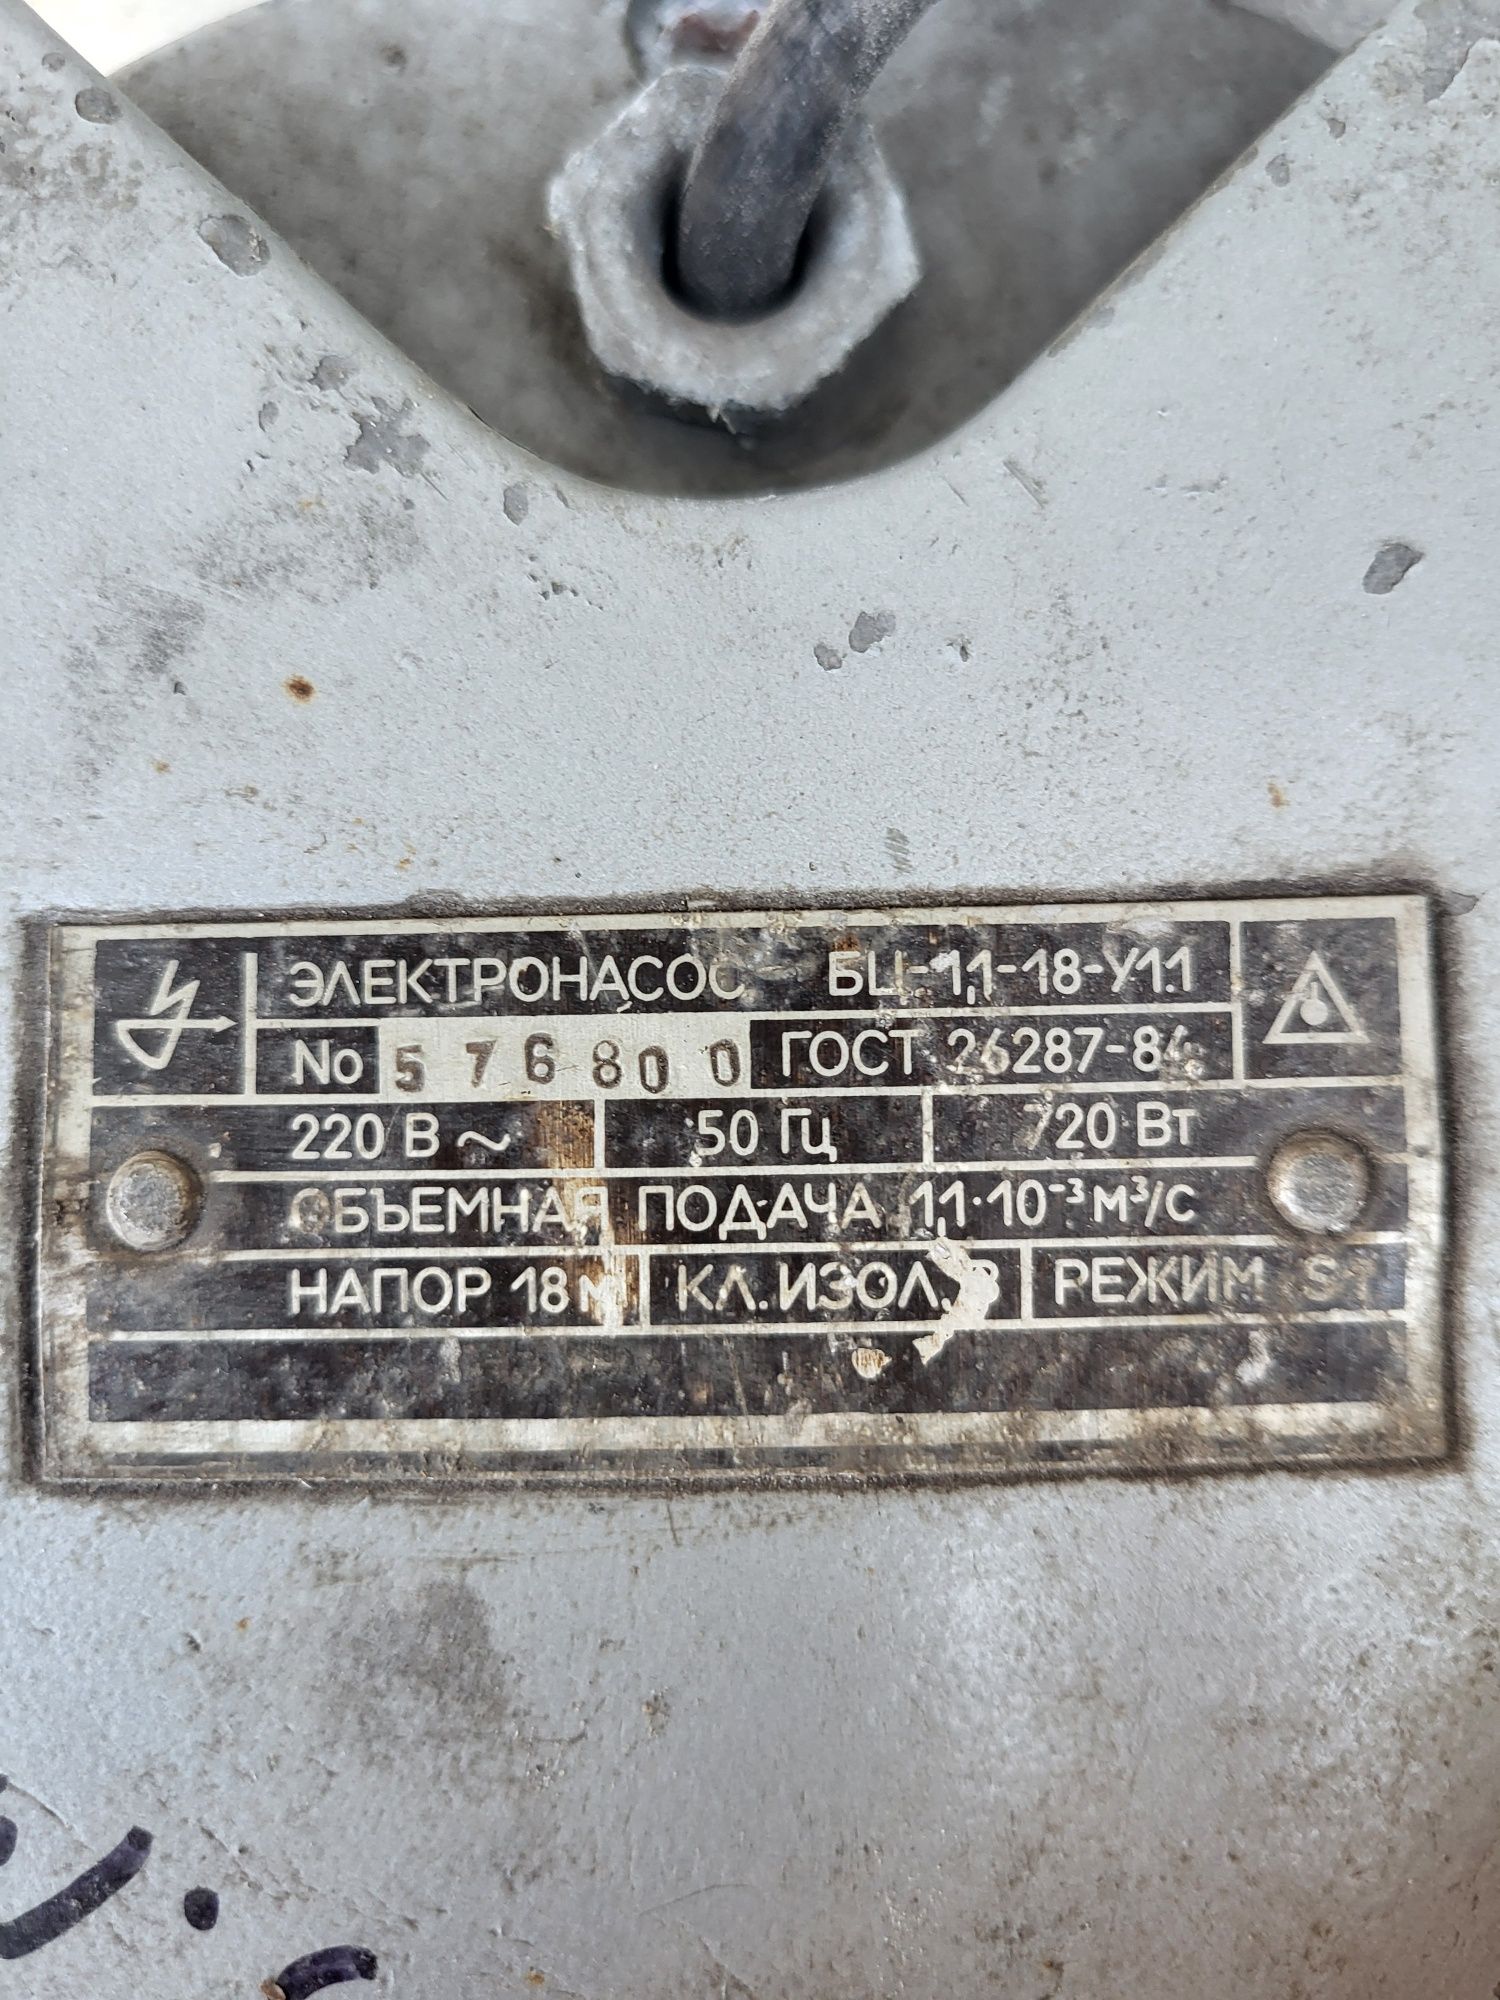 ЭЛЕКТРОНАСОС БЦ-1,1-18-У1.1
No 576800 ГОСТ 26287-84
220 В ~ 50 Гц 720 Вт
ОБЪЕМНАЯ ПОДАЧА 1,1·10⁻³ м³/с
НАПОР 18 м КЛ. ИЗОЛ. В РЕЖИМ